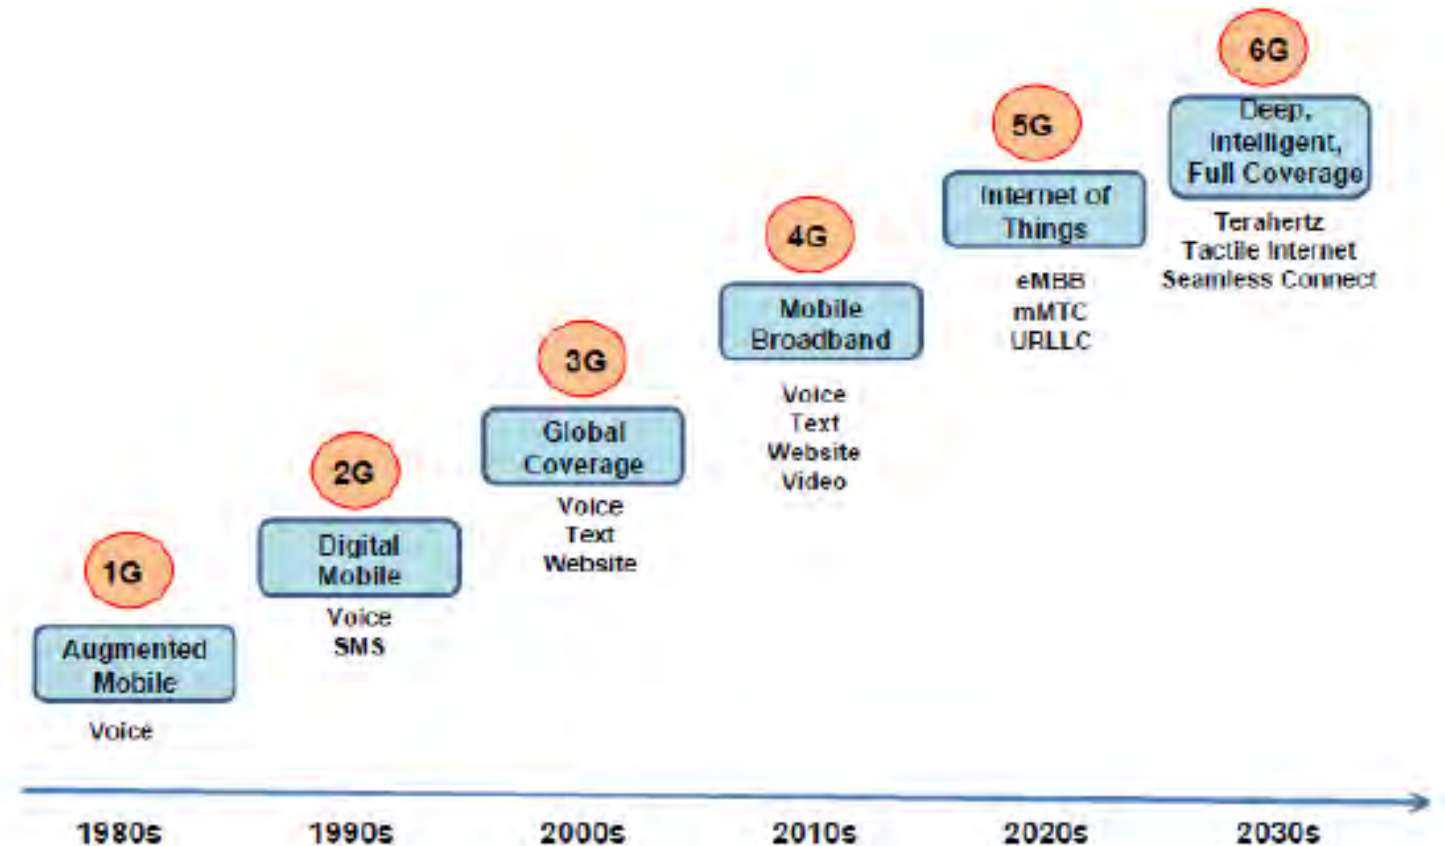 1G
Augmented
Mobile
Voice
2G
Digital
Mobile
Voice
SMS
3G
Global
Coverage
Voice
Text
Website
4G
Mobile
Broadband
Voice
Text
Website
Video
5G
Internet of
Things
eMBB
mMTC
URLLC
6G
Deep,
Intelligent,
Full Coverage
Terahertz
Tactile Internet
Seamless Connect
1980s
1990s
2000s
2010s
2020s
2030s